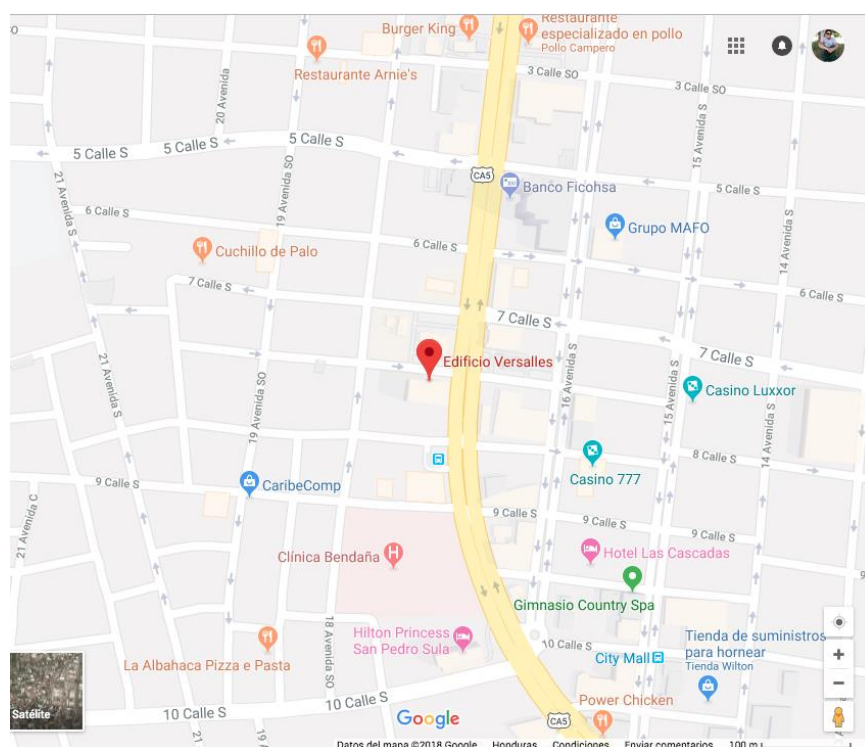 Burger King
Restaurante
especializado en pollo
Pollo Campero
Restaurante Arnie's
3 Calle SO
3 Calle SO
20 Avenida
15 Avenida S
5 Calle S
5 Calle S
5 Calle S
5 Calle S
CA5
21 Avenida S
19 Avenida SO
Banco Ficohsa
14 Avenida S
6 Calle S
Grupo MAFO
6 Calle S
Cuchillo de Palo
7 Calle S
6 Calle S
7 Calle S
7 Calle S
Edificio Versalles
21 Avenida S
19 Avenida SO
16 Avenida S
15 Avenida S
Casino Luxxor
14 Avenida S
8 Calle S
Casino 777
9 Calle S
CaribeComp
9 Calle S
9 Calle S
9 Calle S
21 Avenida C
Clínica Bendaña
H
Hotel Las Cascadas
Gimnasio Country Spa
18 Avenida SO
Hilton Princess
San Pedro Sula
10 Calle S
Tienda de suministros
para hornear
Tienda Wilton
City Mall
La Albahaca Pizza e Pasta
10 Calle S
10 Calle S
Satélite
Google
CA5
Power Chicken
Datos del mapa ©2018 Google Honduras Condiciones Enviar comentarios 100 m